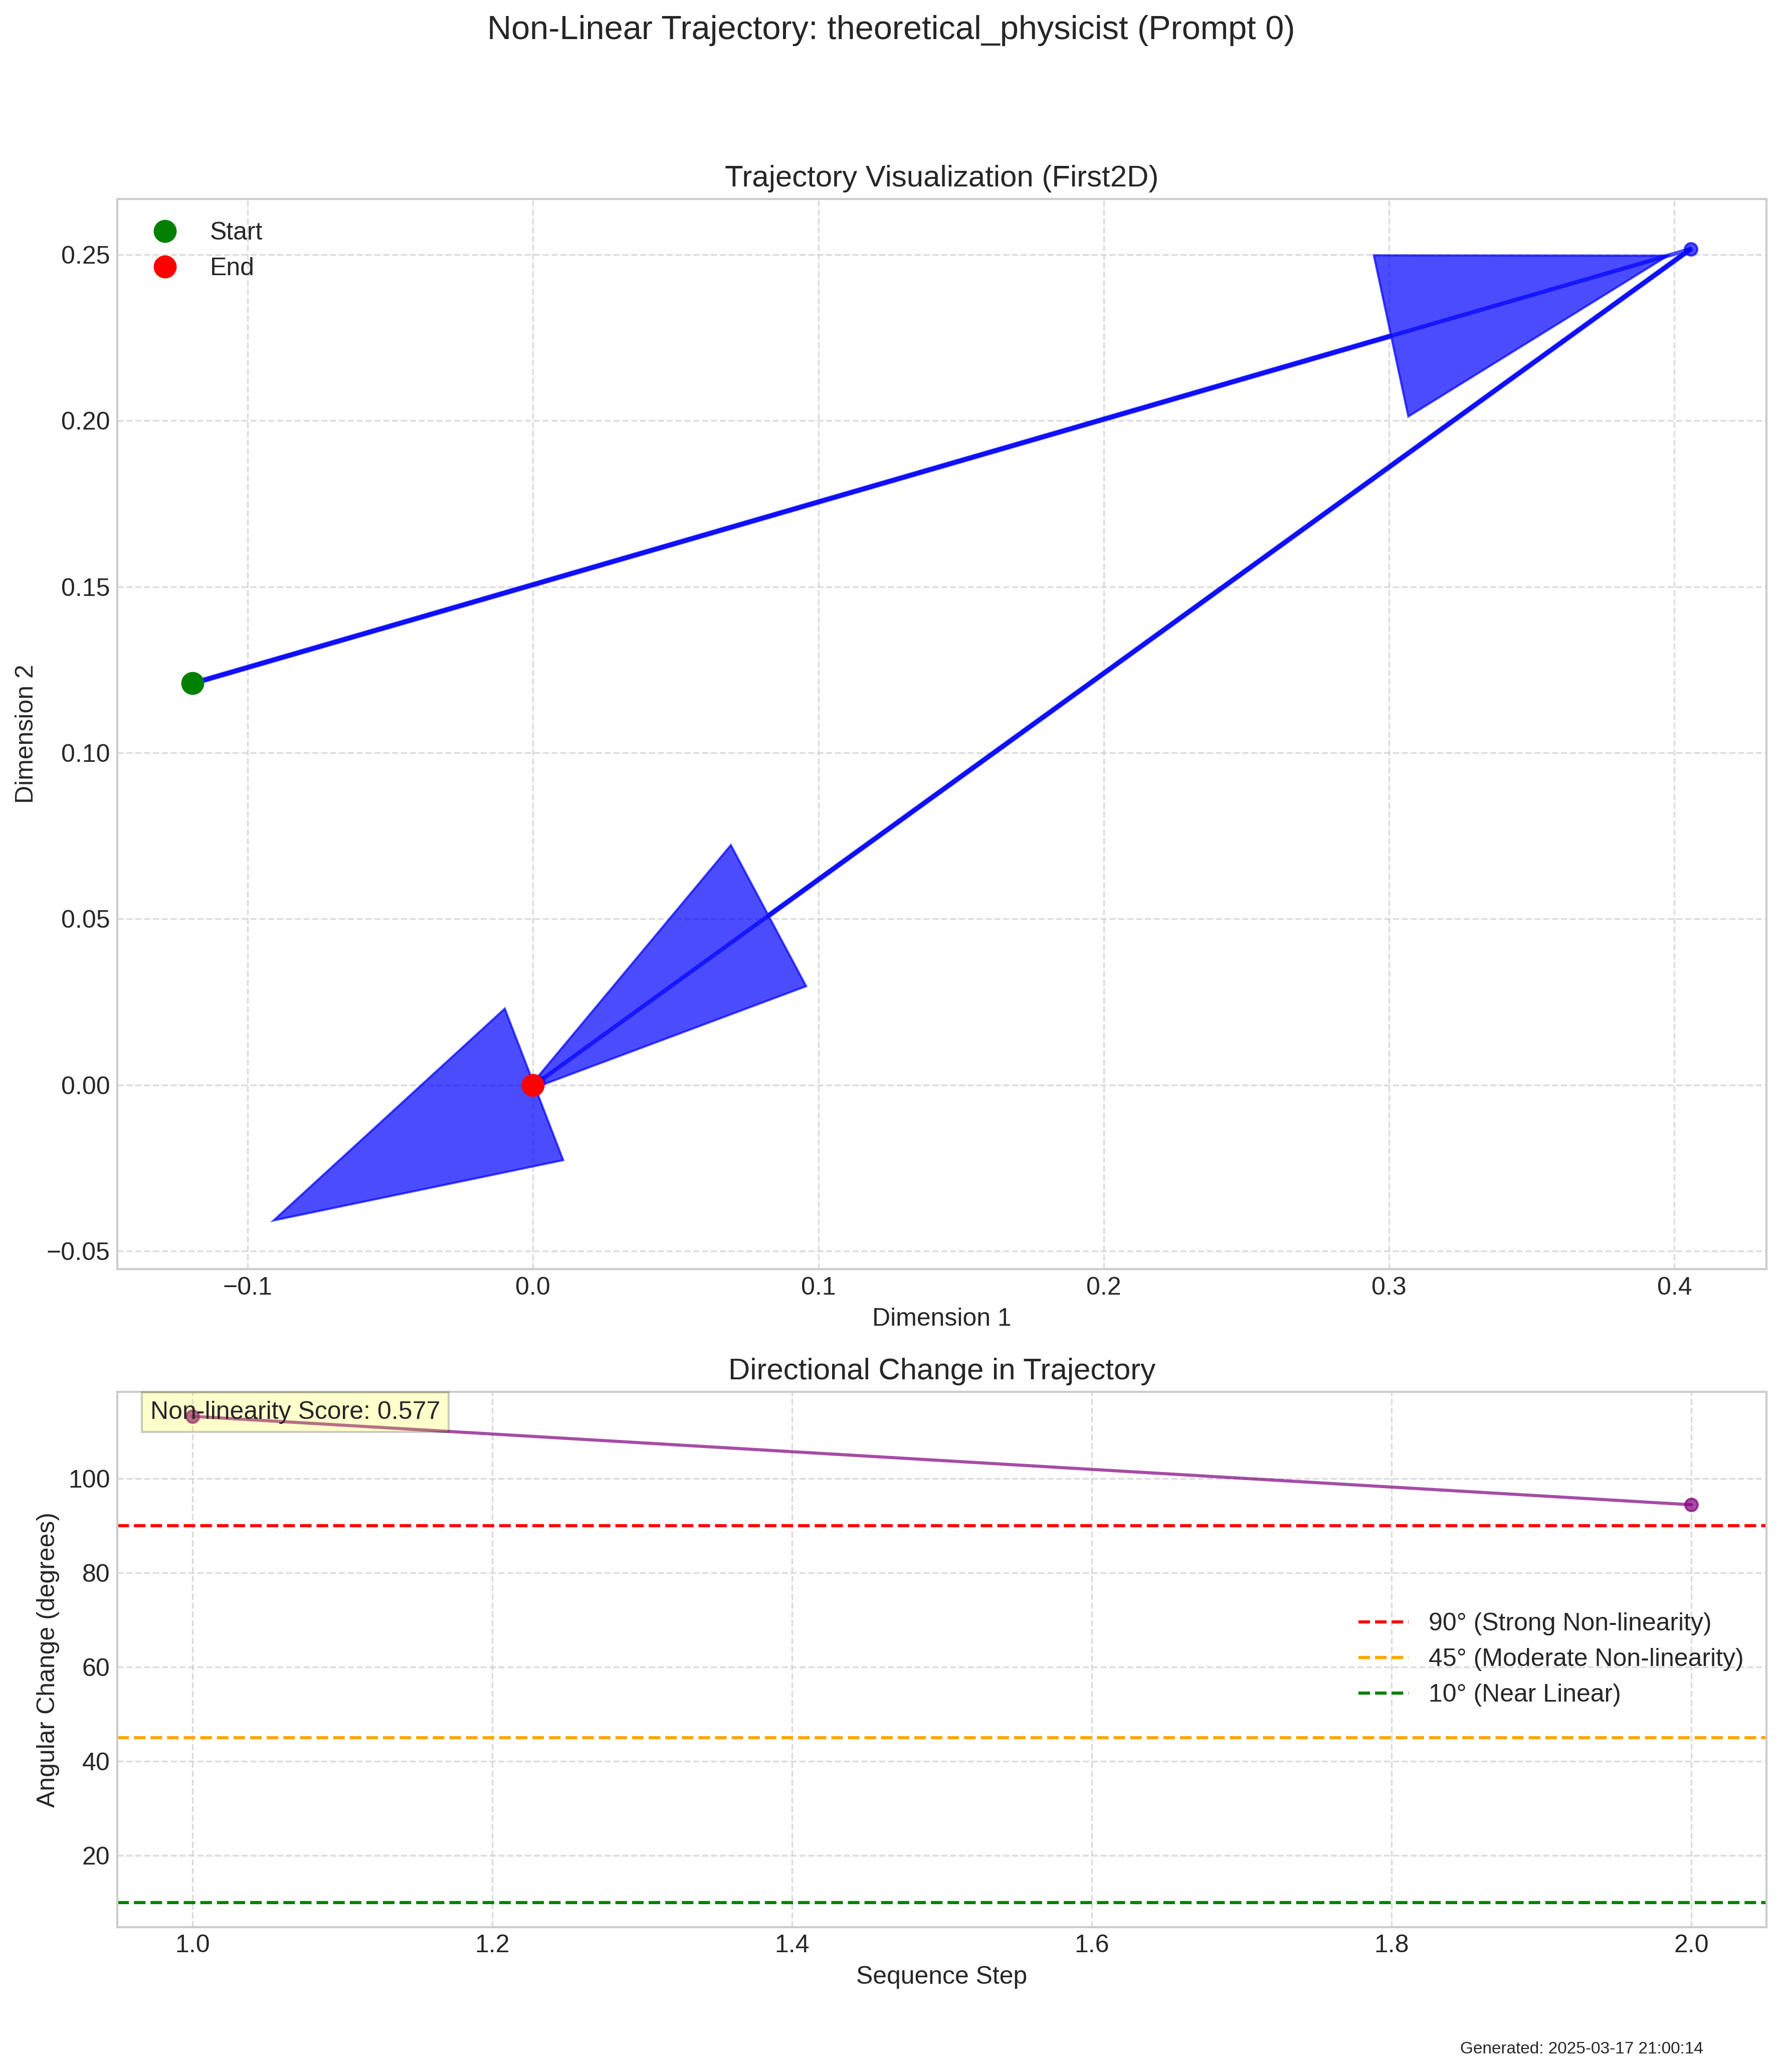 Non-Linear Trajectory: theoretical_physicist (Prompt 0)
Trajectory Visualization (First2D)
Start
End
0.25
0.20
0.15
0.10
0.05
0.00
−0.05
Dimension 2
−0.1
0.0
0.1
0.2
0.3
0.4
Dimension 1
Directional Change in Trajectory
Non-linearity Score: 0.577
100
80
60
40
20
Angular Change (degrees)
90° (Strong Non-linearity)
45° (Moderate Non-linearity)
10° (Near Linear)
1.0
1.2
1.4
1.6
1.8
2.0
Sequence Step
Generated: 2025-03-17 21:00:14